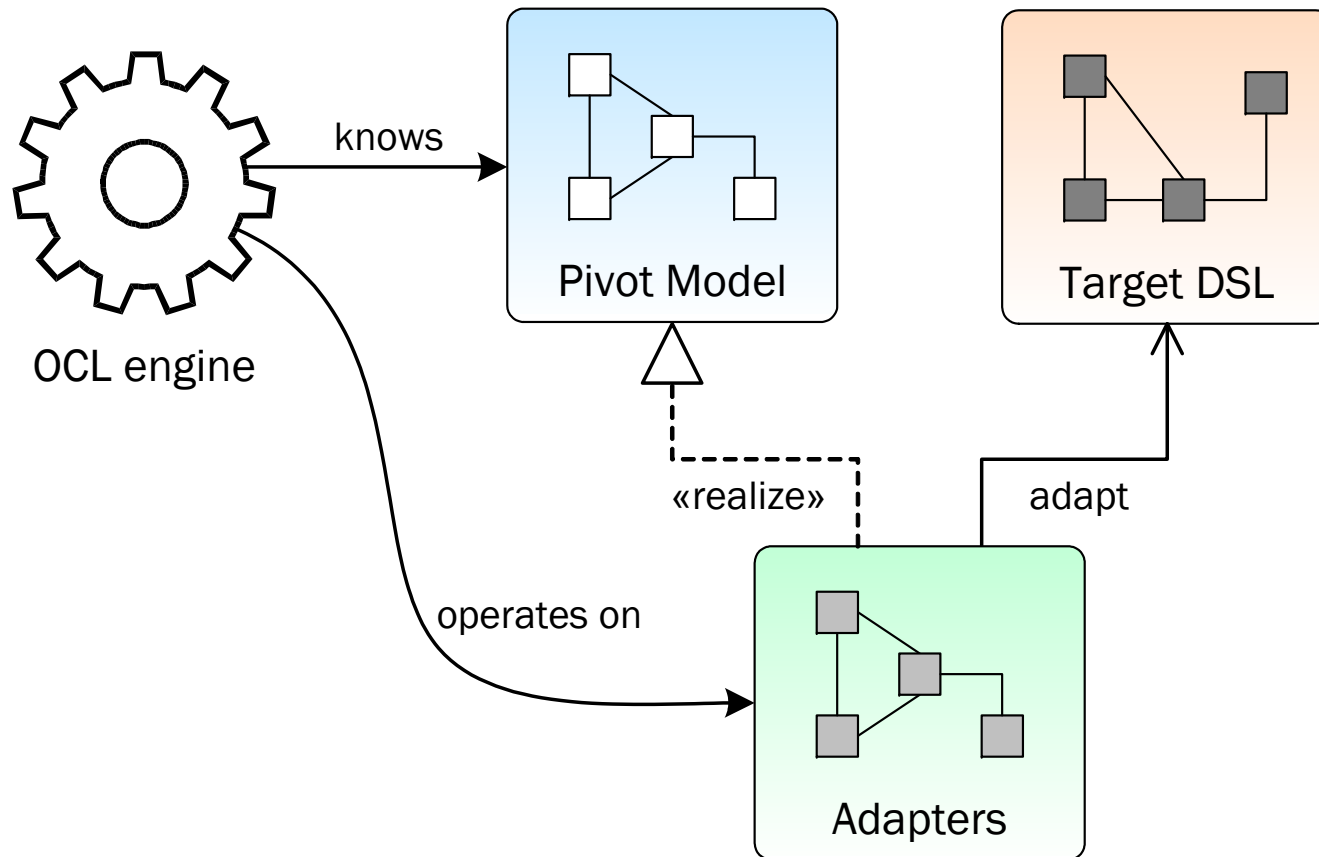 knows
Pivot Model
Target DSL
OCL engine
«realize»
adapt
operates on
Adapters